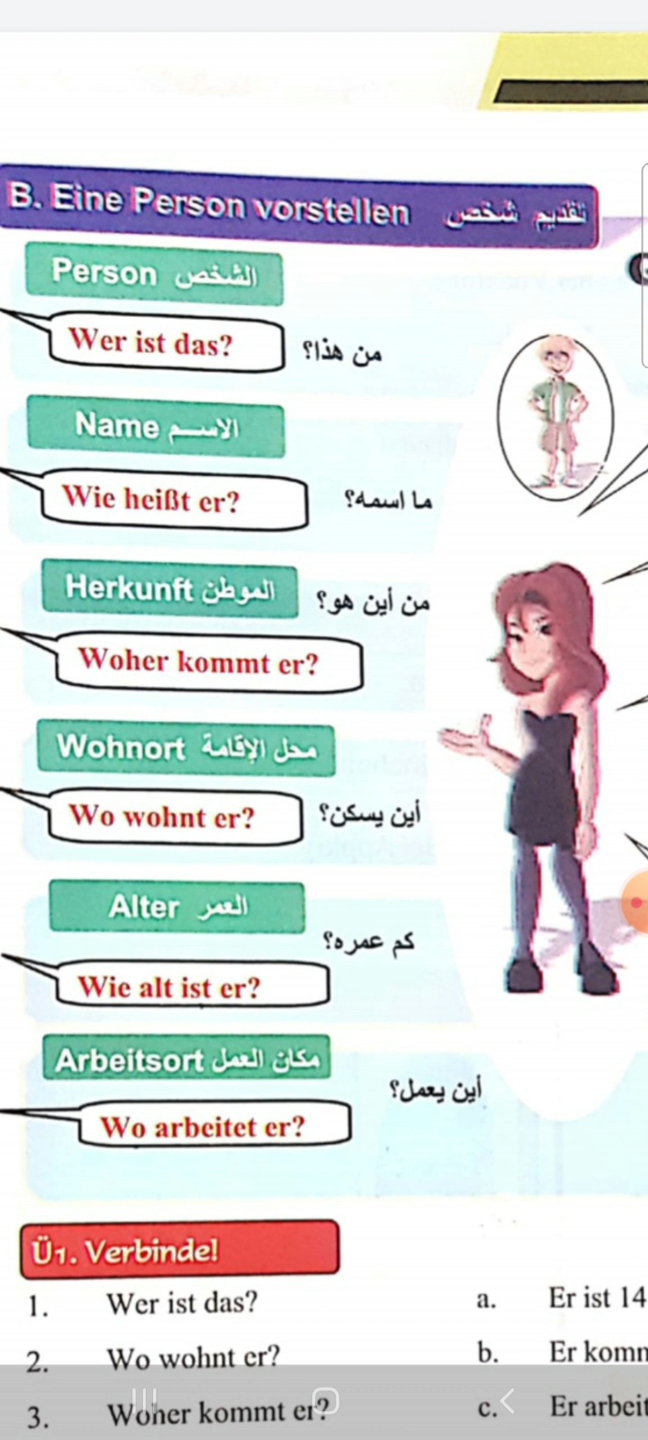 B. Eine Person vorstellen تقديم شخص
Person الشخص
Wer ist das? من هذا؟
Name الاسم
Wie heißt er? ما اسمه؟
Herkunft الموطن
من أين هو؟
Woher kommt er?
Wohnort محل الإقامة
Wo wohnt er? أين يسكن؟
Alter العمر
كم عمره؟
Wie alt ist er?
Arbeitsort مكان العمل
أين يعمل؟
Wo arbeitet er?
Ü1. Verbinde!
1. Wer ist das? a. Er ist 14
2. Wo wohnt er? b. Er komm
3. Woher kommt er? c. Er arbeit